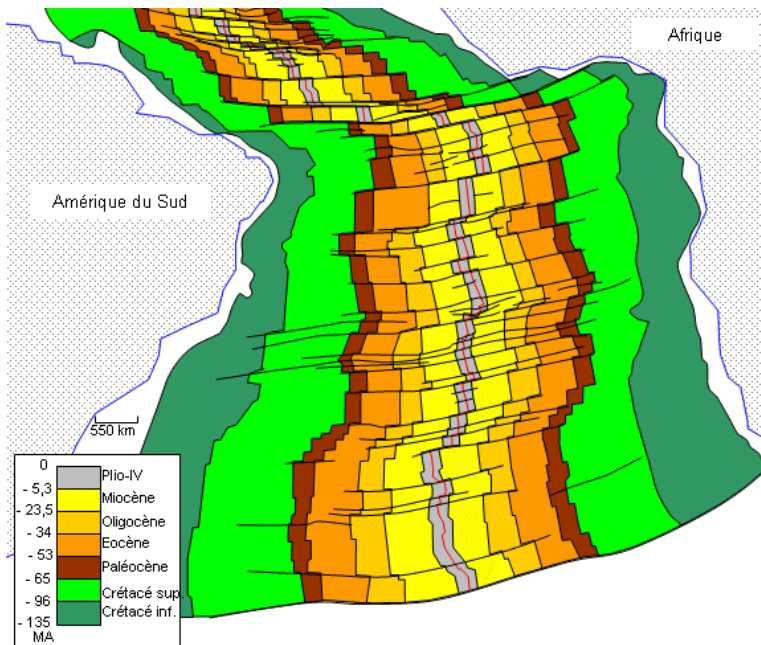 Afrique
Amérique du Sud
550 km
0
Plio-IV
- 5,3
Miocène
- 23,5
Oligocène
- 34
Eocène
- 53
Paléocène
- 65
Crétacé sup.
- 96
Crétacé inf.
- 135
MA